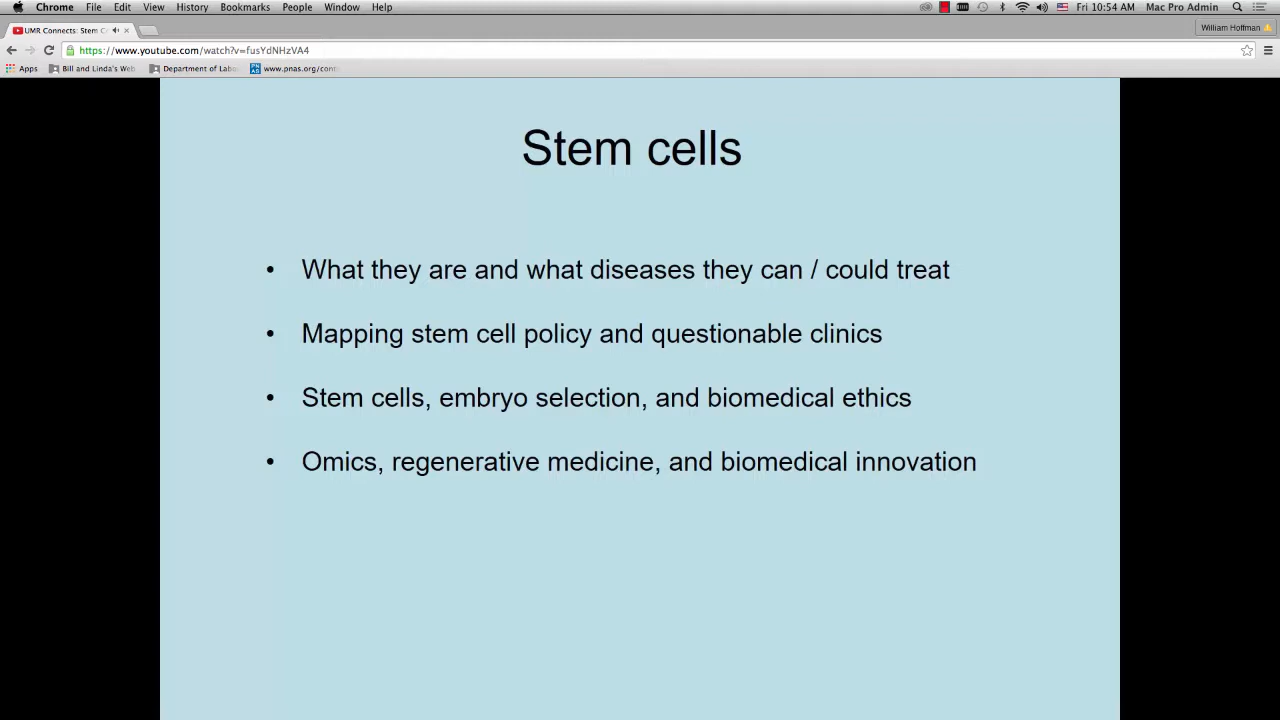 Chrome File Edit View History Bookmarks People Window Help Fri 10:54 AM Mac Pro Admin
UMR Connects: Stem C William Hoffman
https://www.youtube.com/watch?v=fusYdNHzVA4
Apps Bill and Linda's Web Department of Labo www.pnas.org/cont
Stem cells
• What they are and what diseases they can / could treat
• Mapping stem cell policy and questionable clinics
• Stem cells, embryo selection, and biomedical ethics
• Omics, regenerative medicine, and biomedical innovation